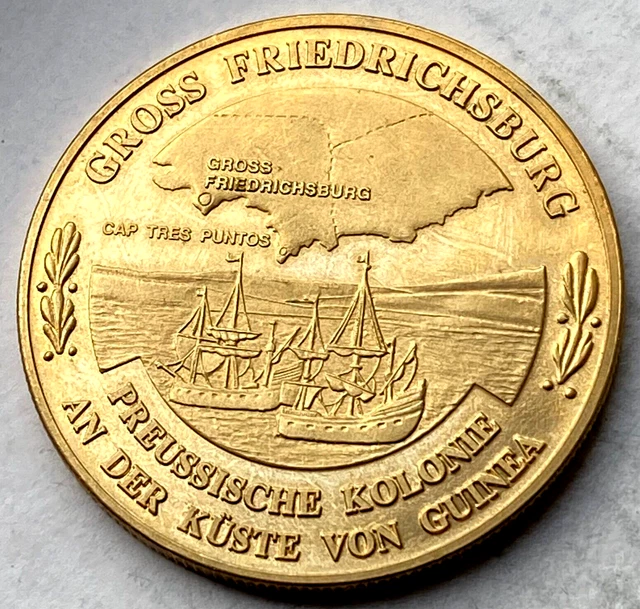 GROSS FRIEDRICHSBURG
GROSS-
FRIEDRICHSBURG
CAP TRES PUNTOS
PREUSSISCHE KOLONIE
AN DER KÜSTE VON GUINEA